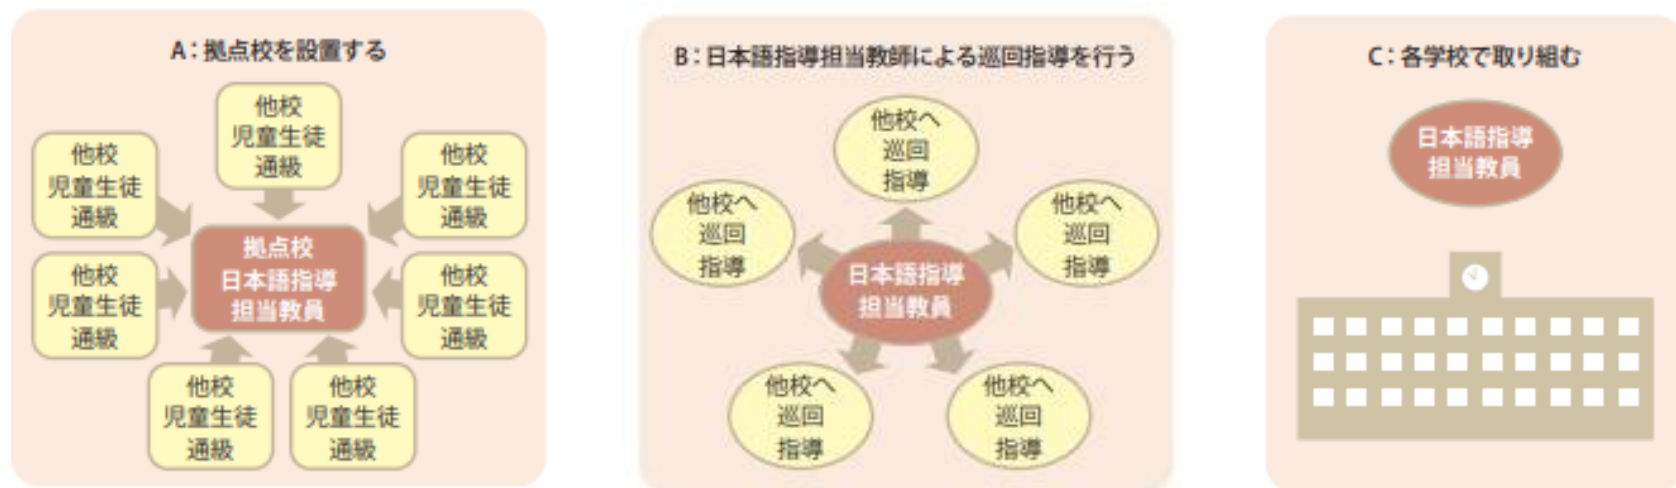 A：拠点校を設置する
他校
児童生徒
通級
他校
児童生徒
通級
他校
児童生徒
通級
他校
児童生徒
通級
拠点校
日本語指導
担当教員
他校
児童生徒
通級
他校
児童生徒
通級
他校
児童生徒
通級
B：日本語指導担当教師による巡回指導を行う
他校へ
巡回
指導
他校へ
巡回
指導
他校へ
巡回
指導
日本語指導
担当教員
他校へ
巡回
指導
他校へ
巡回
指導
C：各学校で取り組む
日本語指導
担当教員